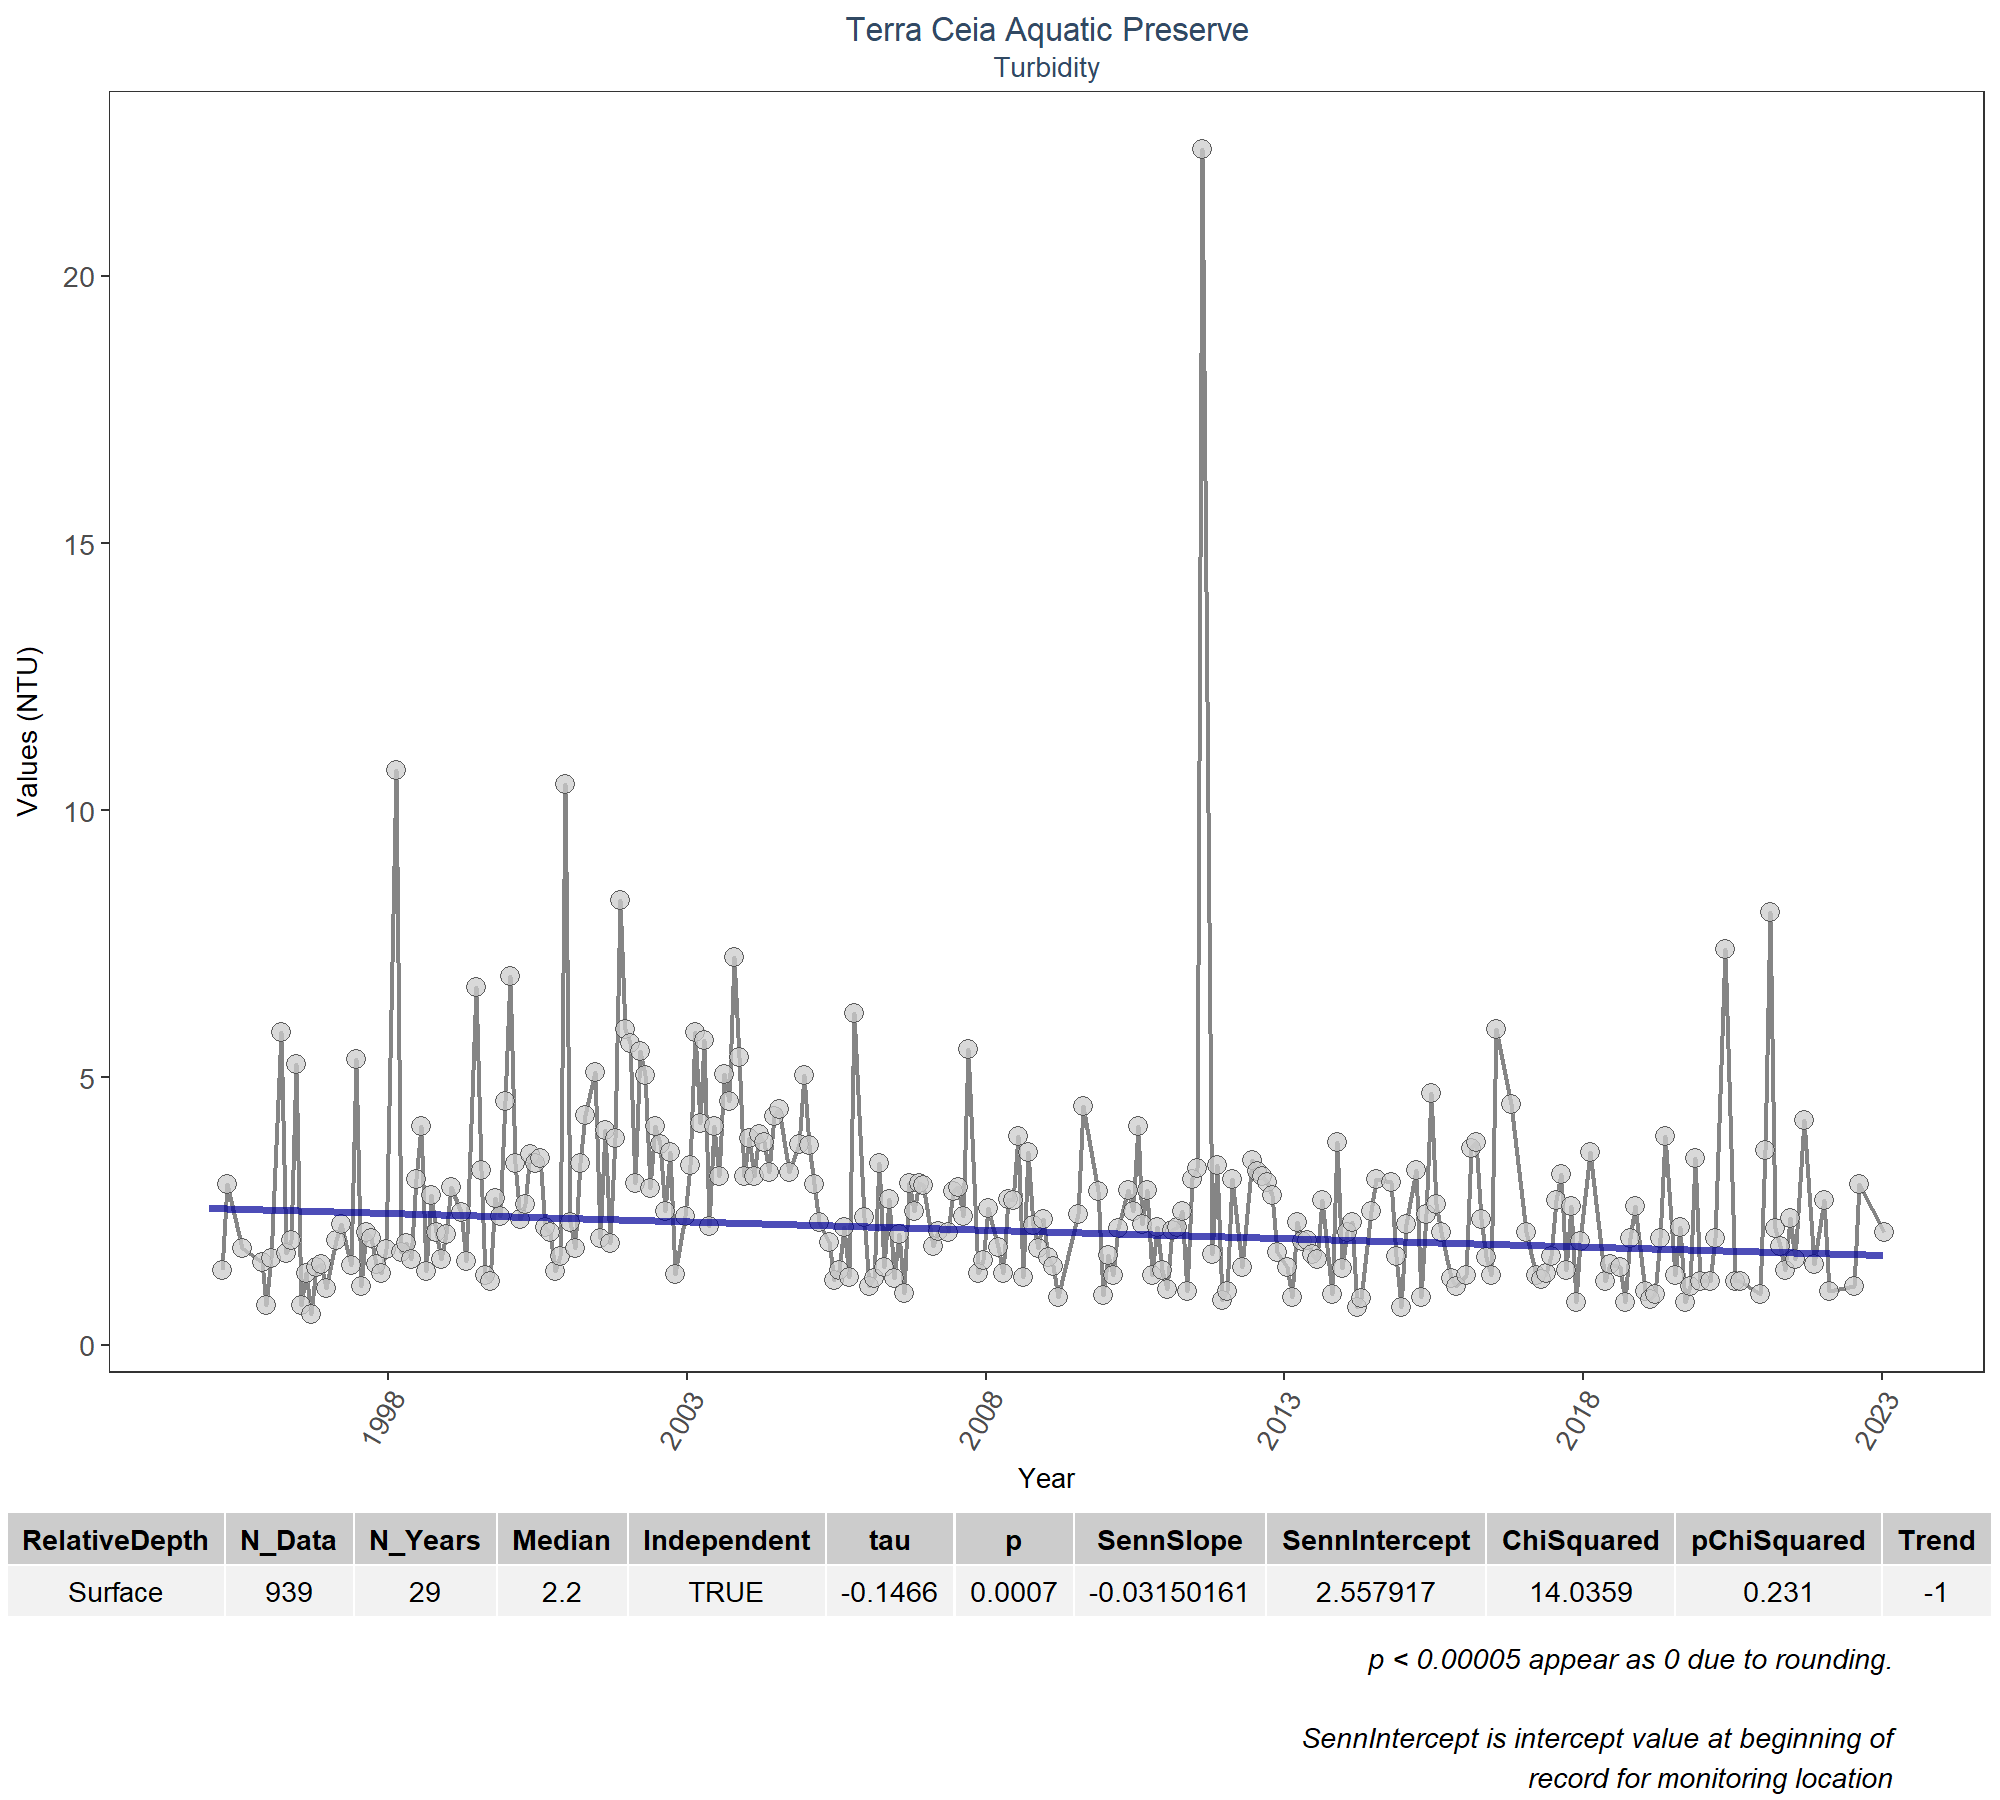 Terra Ceia Aquatic Preserve
Turbidity
Values (NTU)
20
15
10
5
0
1998 2003 2008 2013 2018 2023
Year
RelativeDepth N_Data N_Years Median Independent tau p SennSlope SennIntercept ChiSquared pChiSquared Trend
Surface 939 29 2.2 TRUE -0.1466 0.0007 -0.03150161 2.557917 14.0359 0.231 -1
p < 0.00005 appear as 0 due to rounding.
SennIntercept is intercept value at beginning of
record for monitoring location